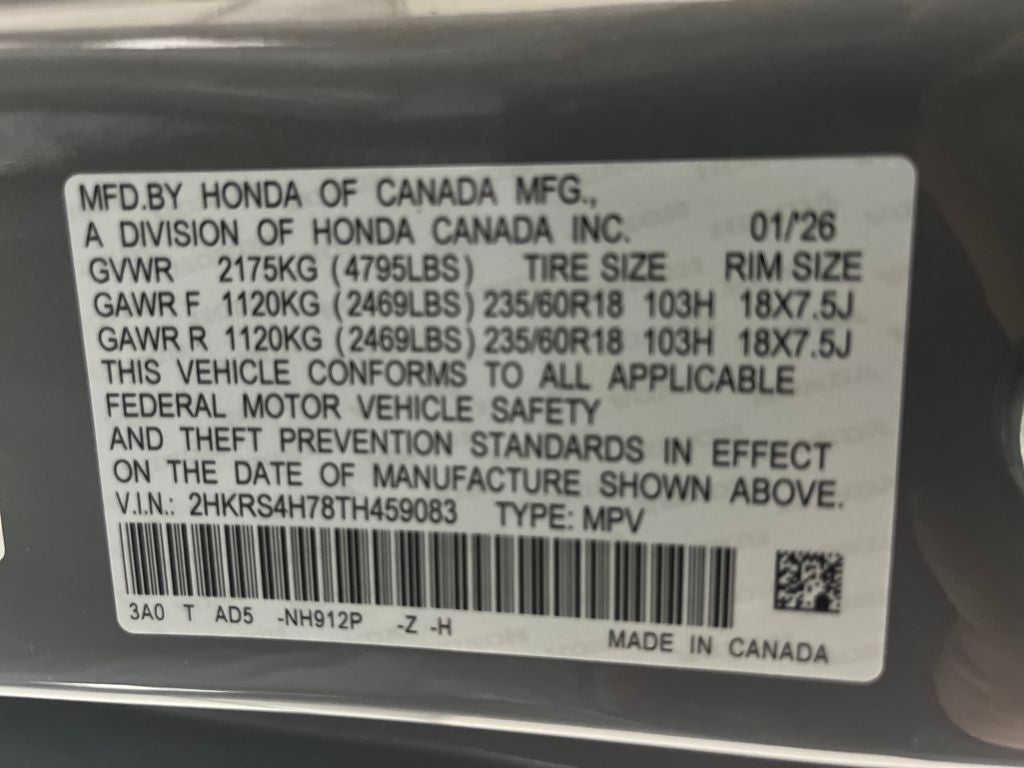 MFD.BY HONDA OF CANADA MFG.,
A DIVISION OF HONDA CANADA INC. 01/'26
GVWR 2175KG (4795LBS) TIRE SIZE RIM SIZE
GAWR F 1120KG (2469LBS) 235/60R18 103H 18X7.5J
GAWR R 1120KG (2469LBS) 235/60R18 103H 18X7.5J
THIS VEHICLE CONFORMS TO ALL APPLICABLE
FEDERAL MOTOR VEHICLE SAFETY
AND THEFT PREVENTION STANDARDS IN EFFECT
ON THE DATE OF MANUFACTURE SHOWN ABOVE.
V.I.N.: 2HKRS4H78TH459083 TYPE: MPV
3A0 T AD5 -NH912P -Z -H
MADE IN CANADA